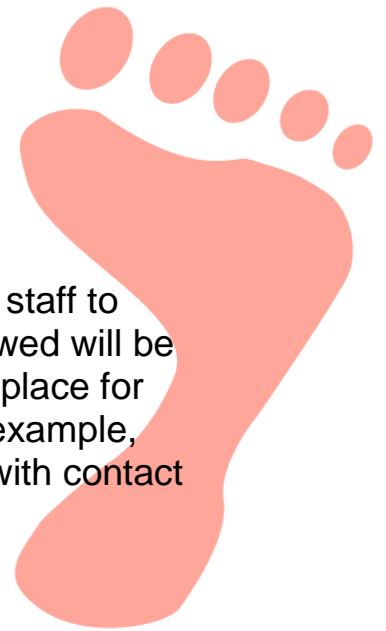 staff to
wed will be
place for
example,
with contact